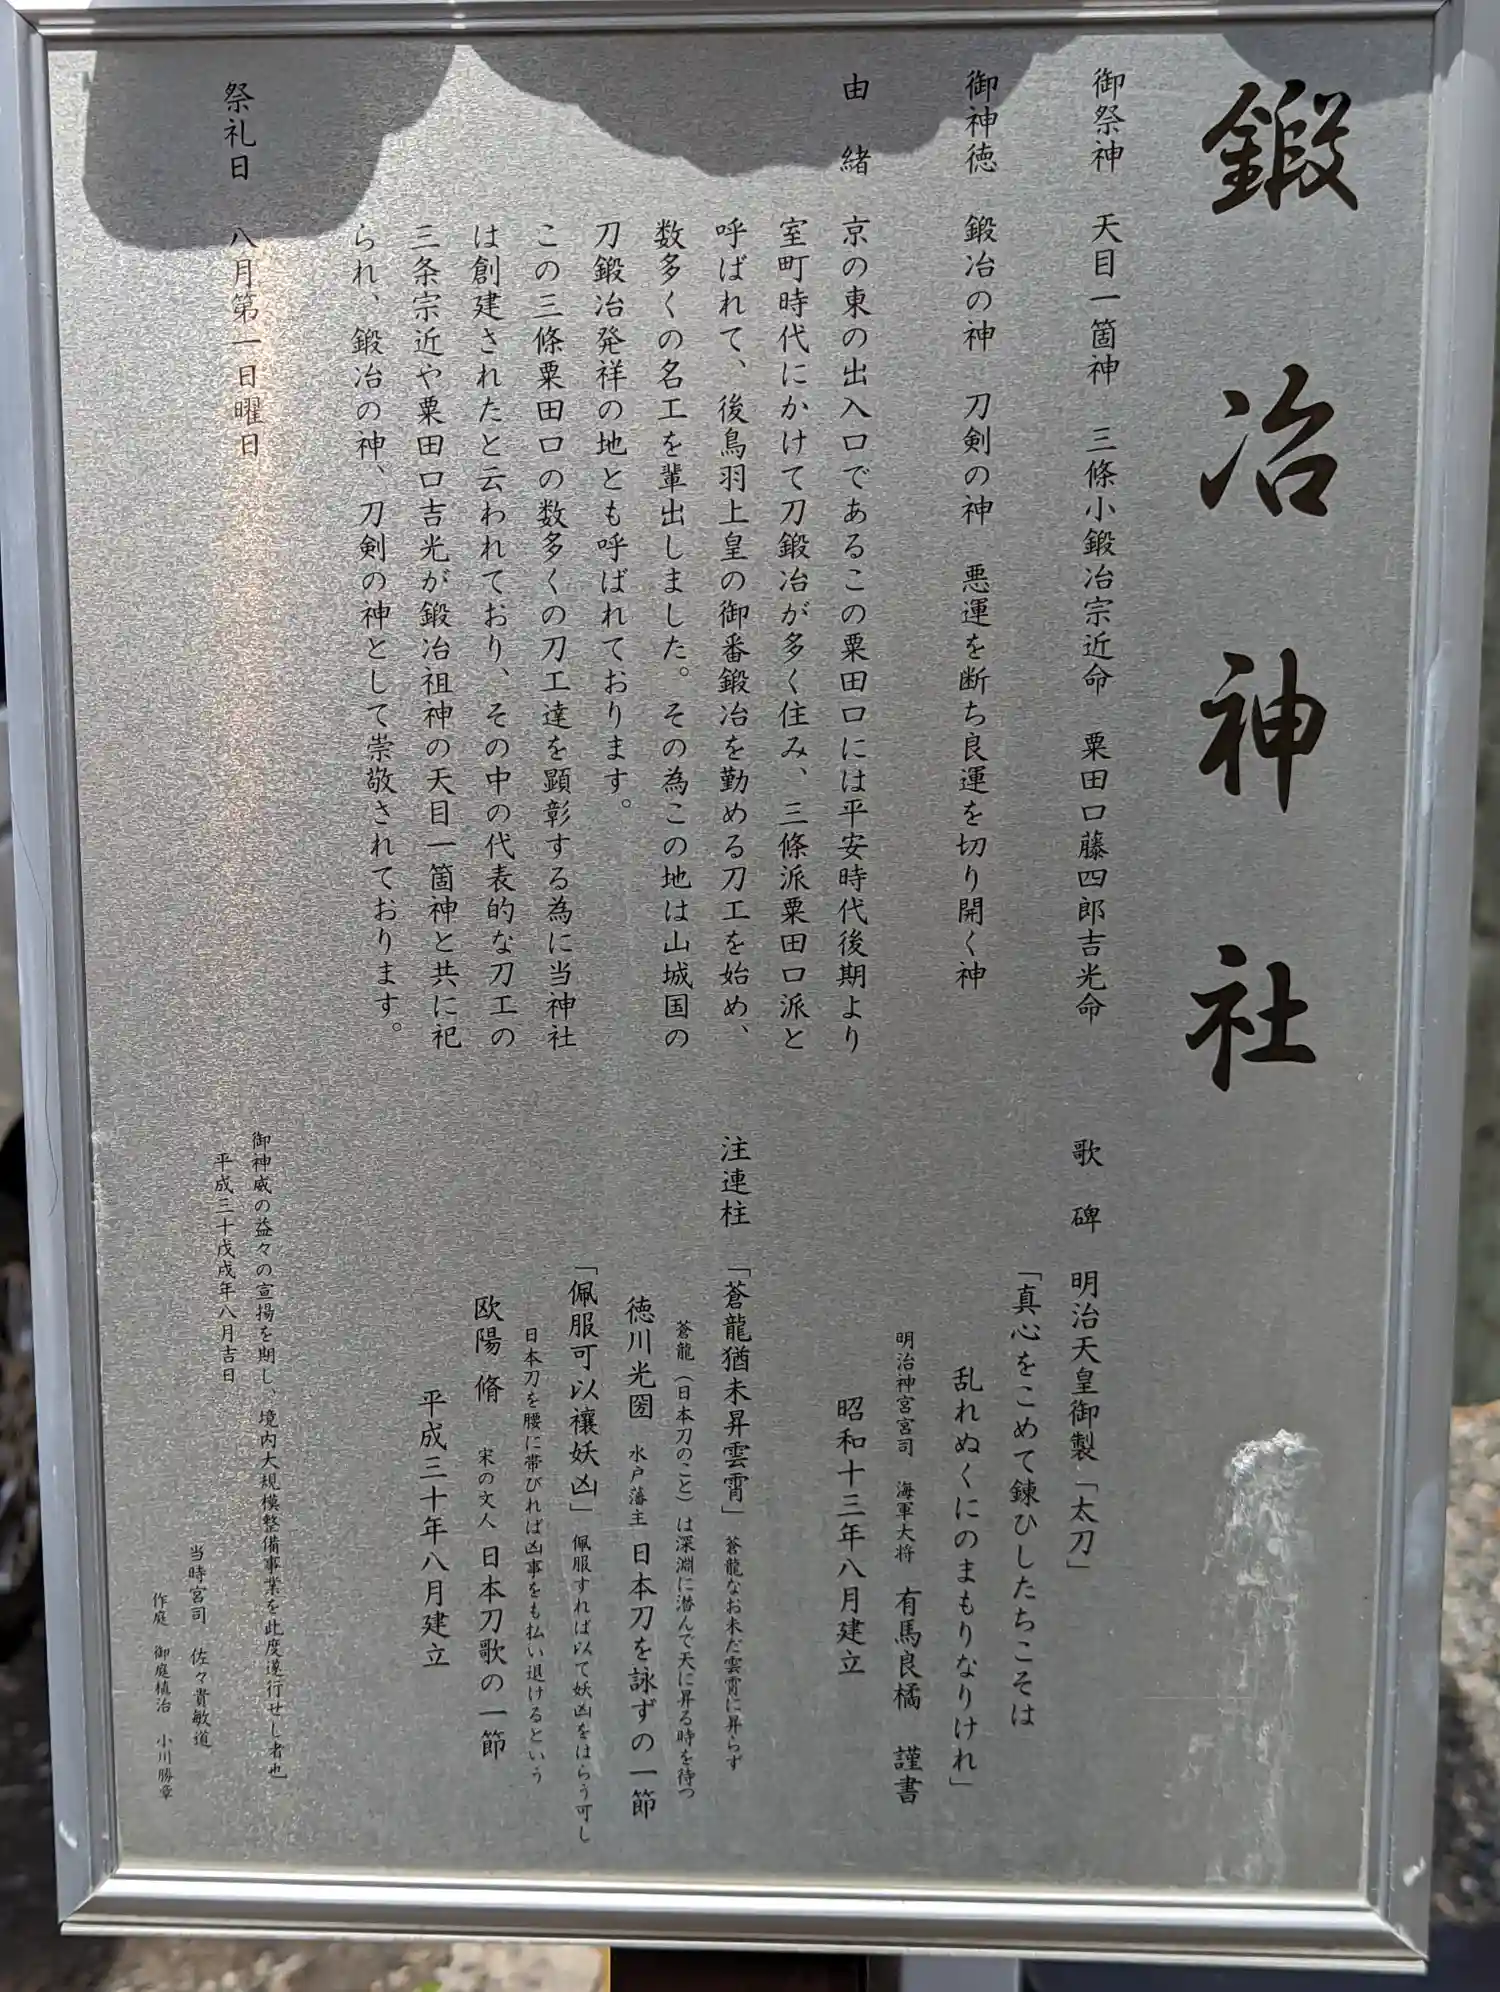 鍛冶神社
御祭神 天目一箇神 三條小鍛冶宗近命 粟田口藤四郎吉光命
御神徳 鍛冶の神 刀剣の神 悪運を断ち良運を切り開く神
由緒 京の東の出入口であるこの粟田口には平安時代後期より
室町時代にかけて刀鍛冶が多く住み、三條派粟田口派と
呼ばれて、後鳥羽上皇の御番鍛冶を勤める刀工を始め、
数多くの名工を輩出しました。その為この地は山城国の
刀鍛冶発祥の地とも呼ばれております。
この三條粟田口の数多くの刀工達を顕彰する為に当神社
は創建されたと云われており、その中の代表的な刀工の
三条宗近や粟田口吉光が鍛冶祖神の天目一箇神と共に祀
られ、鍛冶の神、刀剣の神として崇敬されております。
祭礼日 八月第一日曜日
歌碑 明治天皇御製「太刀」
「真心をこめて錬ひしたちこそは
乱れぬくにのまもりなりけれ」
明治神宮宮司 海軍大将 有馬良橘 謹書
昭和十三年八月建立
注連柱 「蒼龍猶未昇雲霄」 蒼龍なお未だ雲霄に昇らず
蒼龍（日本刀のこと）は深淵に潜んで天に昇る時を待つ
徳川光圀 水戸藩主 日本刀を詠ずの一節
「佩服可以禳妖凶」 佩服すれば以て妖凶をはらう可し
日本刀を腰に帯びれば凶事をも払い退けるという
欧陽脩 宋の文人 日本刀歌の一節
平成三十年八月建立
御神威の益々の宣揚を期し、境内大規模整備事業を此度遂行せし者也
平成三十戊戌年八月吉日
当時宮司 佐々貴敏道
作庭 御庭植治 小川勝章